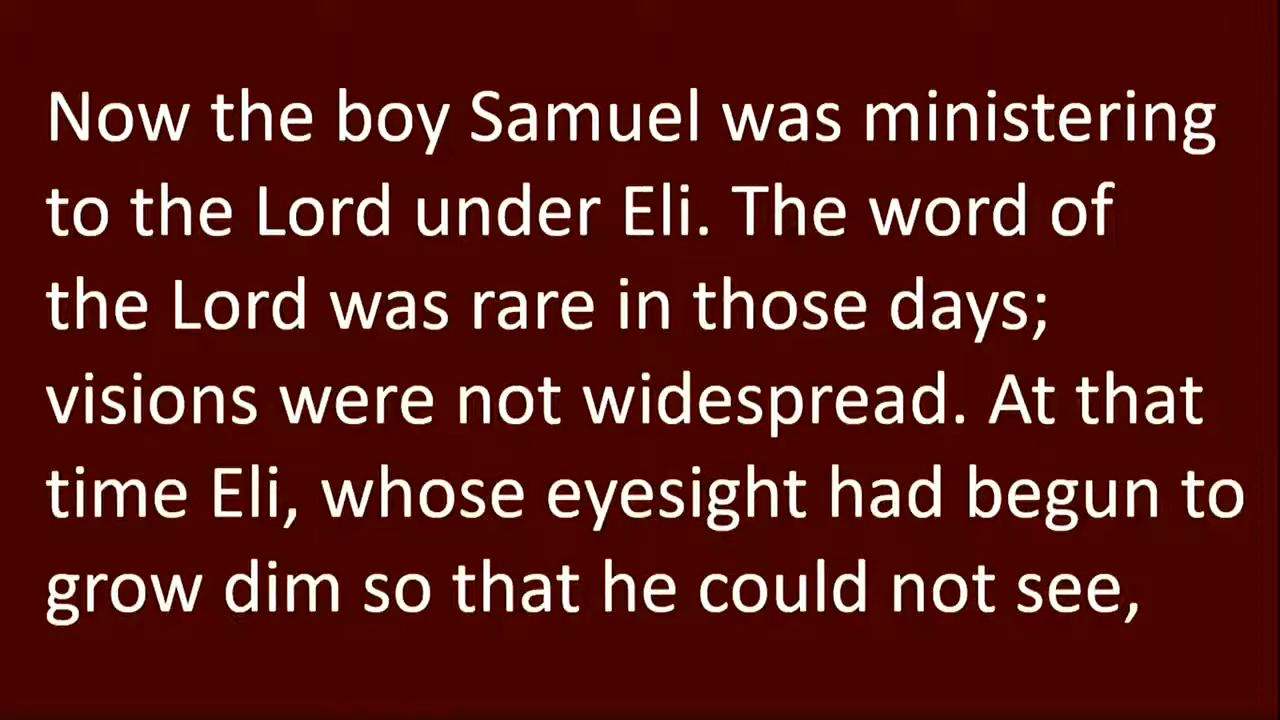 Now the boy Samuel was ministering
to the Lord under Eli. The word of
the Lord was rare in those days;
visions were not widespread. At that
time Eli, whose eyesight had begun to
grow dim so that he could not see,